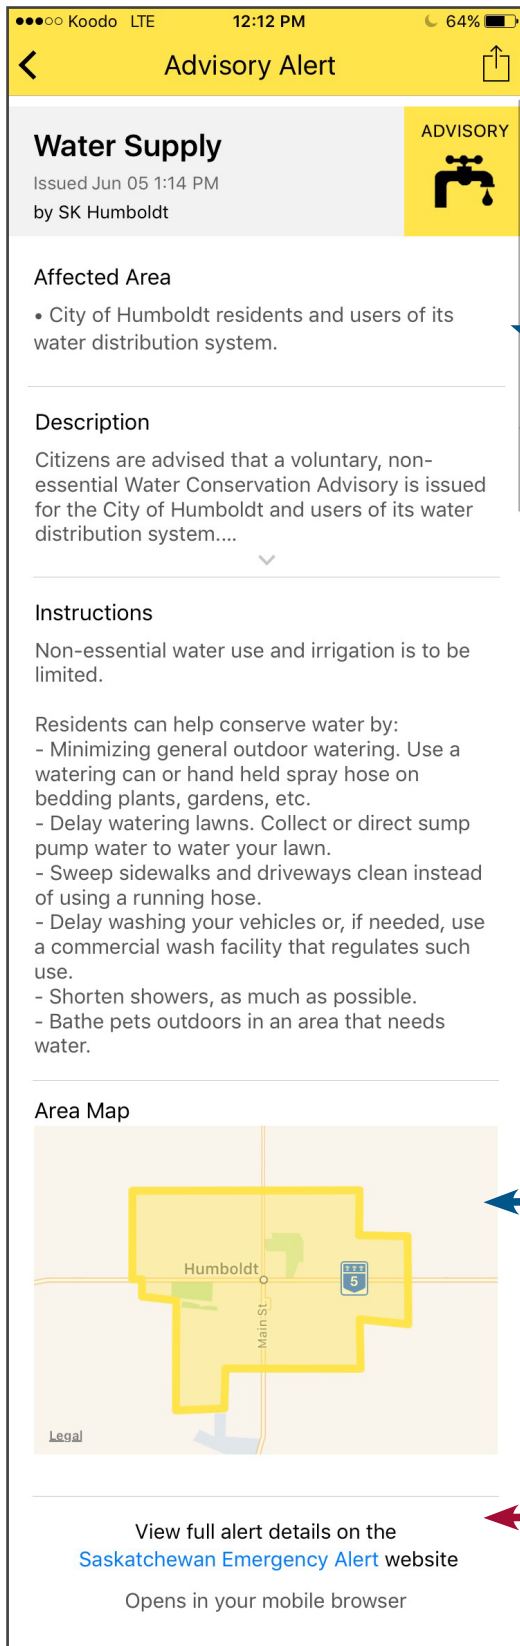 Koodo LTE 12:12 PM 64%
Advisory Alert
Water Supply
Issued Jun 05 1:14 PM
by SK Humboldt
ADVISORY
Affected Area
• City of Humboldt residents and users of its
water distribution system.
Description
Citizens are advised that a voluntary, non-
essential Water Conservation Advisory is issued
for the City of Humboldt and users of its water
distribution system....
Instructions
Non-essential water use and irrigation is to be
limited.
Residents can help conserve water by:
- Minimizing general outdoor watering. Use a
watering can or hand held spray hose on
bedding plants, gardens, etc.
- Delay watering lawns. Collect or direct sump
pump water to water your lawn.
- Sweep sidewalks and driveways clean instead
of using a running hose.
- Delay washing your vehicles or, if needed, use
a commercial wash facility that regulates such
use.
- Shorten showers, as much as possible.
- Bathe pets outdoors in an area that needs
water.
Area Map
Humboldt
5
Main St.
Legal
View full alert details on the
Saskatchewan Emergency Alert website
Opens in your mobile browser